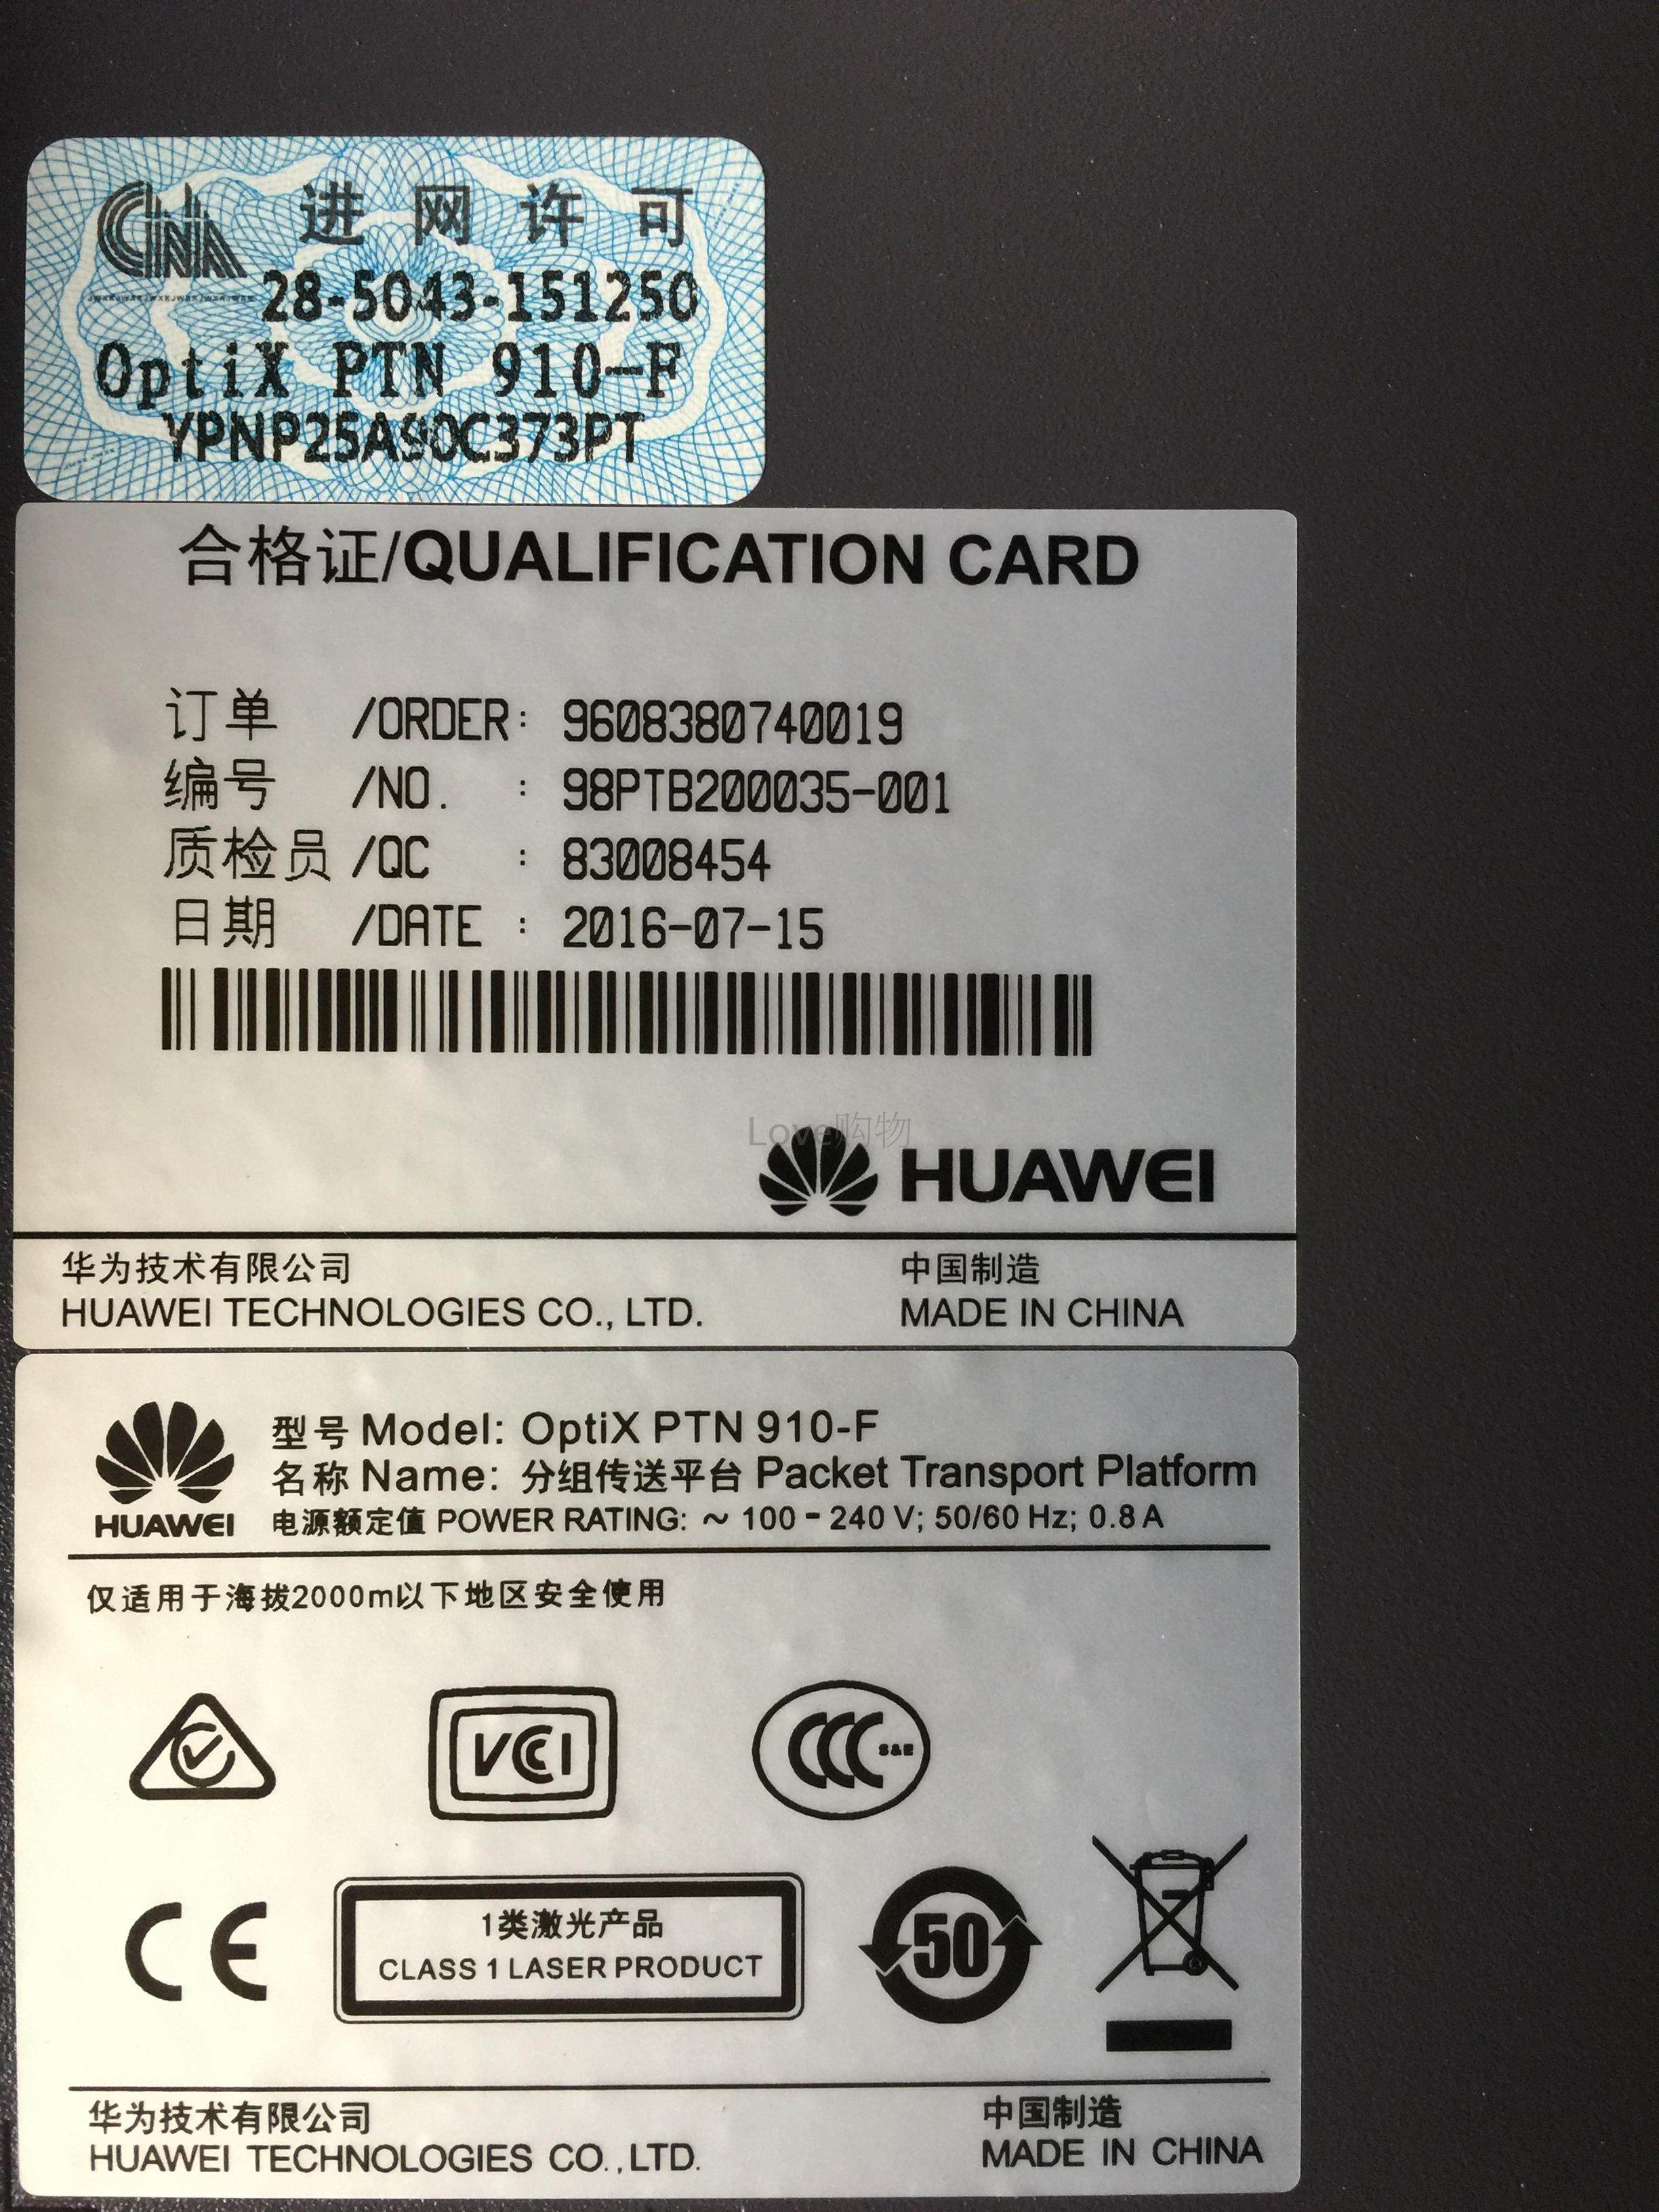 CNA 进网许可
28-5043-151250
OptiX PTN 910-F
YPNP25A90C373PT
合格证/QUALIFICATION CARD
订单 /ORDER: 9608380740019
编号 /NO. : 98PTB200035-001
质检员 /QC : 83008454
日期 /DATE : 2016-07-15
Love购物
HUAWEI
华为技术有限公司 中国制造
HUAWEI TECHNOLOGIES CO., LTD. MADE IN CHINA
型号 Model: OptiX PTN 910-F
名称 Name: 分组传送平台 Packet Transport Platform
HUAWEI 电源额定值 POWER RATING: ~ 100 - 240 V; 50/60 Hz; 0.8 A
仅适用于海拔2000m以下地区安全使用
VCI CCC S&E
CE 1类激光产品 50
CLASS 1 LASER PRODUCT
华为技术有限公司 中国制造
HUAWEI TECHNOLOGIES CO.,LTD. MADE IN CHINA